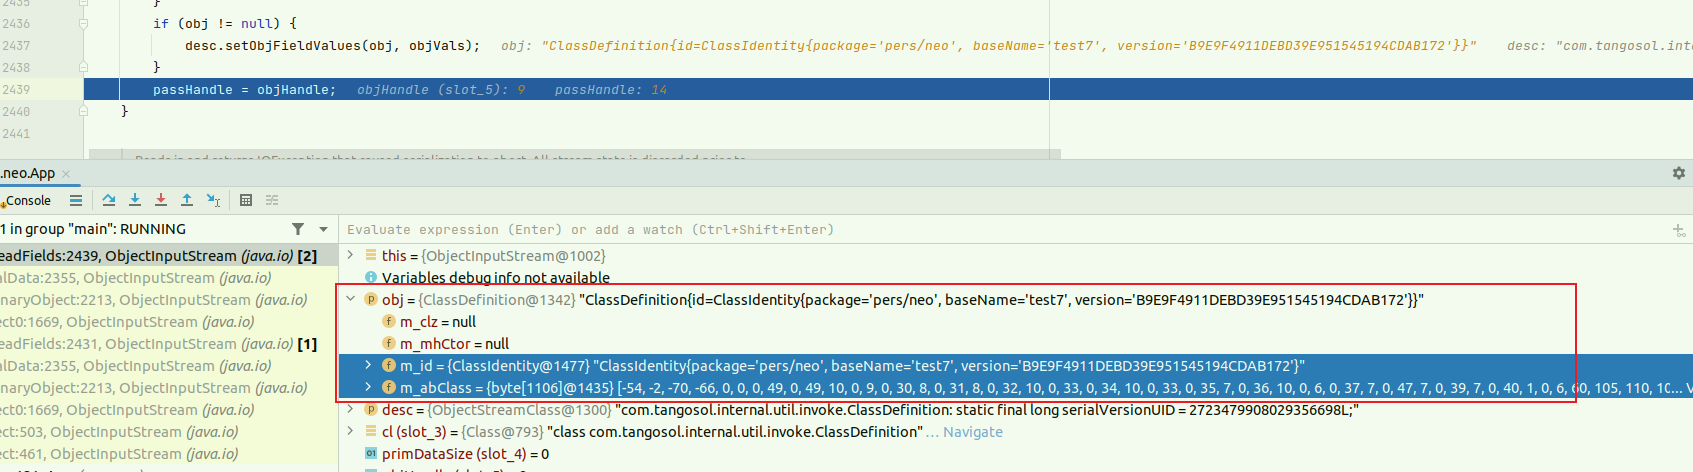 2435 }
2436 if (obj != null) {
2437 desc.setObjFieldValues(obj, objVals); obj: "ClassDefinition{id=ClassIdentity{package='pers/neo', baseName='test7', version='B9E9F4911DEBD39E951545194CDAB172'}}" desc: "com.tangosol.int
2438 }
2439 passHandle = objHandle; objHandle (slot_5): 9 passHandle: 14
2440 }
2441
.neo.App ×
Console
1 in group "main": RUNNING
Evaluate expression (Enter) or add a watch (Ctrl+Shift+Enter)
eadFields:2439, ObjectInputStream (java.io) [2]
this = {ObjectInputStream@1002}
alData:2355, ObjectInputStream (java.io)
Variables debug info not available
naryObject:2213, ObjectInputStream (java.io)
obj = {ClassDefinition@1342} "ClassDefinition{id=ClassIdentity{package='pers/neo', baseName='test7', version='B9E9F4911DEBD39E951545194CDAB172'}}"
ect0:1669, ObjectInputStream (java.io)
m_clz = null
eadFields:2431, ObjectInputStream (java.io) [1]
m_mhCtor = null
alData:2355, ObjectInputStream (java.io)
m_id = {ClassIdentity@1477} "ClassIdentity{package='pers/neo', baseName='test7', version='B9E9F4911DEBD39E951545194CDAB172'}"
naryObject:2213, ObjectInputStream (java.io)
m_abClass = {byte[1106]@1435} [-54, -2, -70, -66, 0, 0, 0, 49, 0, 49, 10, 0, 9, 0, 30, 8, 0, 31, 8, 0, 32, 10, 0, 33, 0, 34, 10, 0, 33, 0, 35, 7, 0, 36, 10, 0, 6, 0, 37, 7, 0, 47, 7, 0, 39, 7, 0, 40, 1, 0, 6, 60, 105, 110, 10... V
ect0:1669, ObjectInputStream (java.io)
desc = {ObjectStreamClass@1300} "com.tangosol.internal.util.invoke.ClassDefinition: static final long serialVersionUID = 2723479908029356698L;"
ect:503, ObjectInputStream (java.io)
cl (slot_3) = {Class@793} "class com.tangosol.internal.util.invoke.ClassDefinition" ... Navigate
ect:461, ObjectInputStream (java.io)
primDataSize (slot_4) = 0